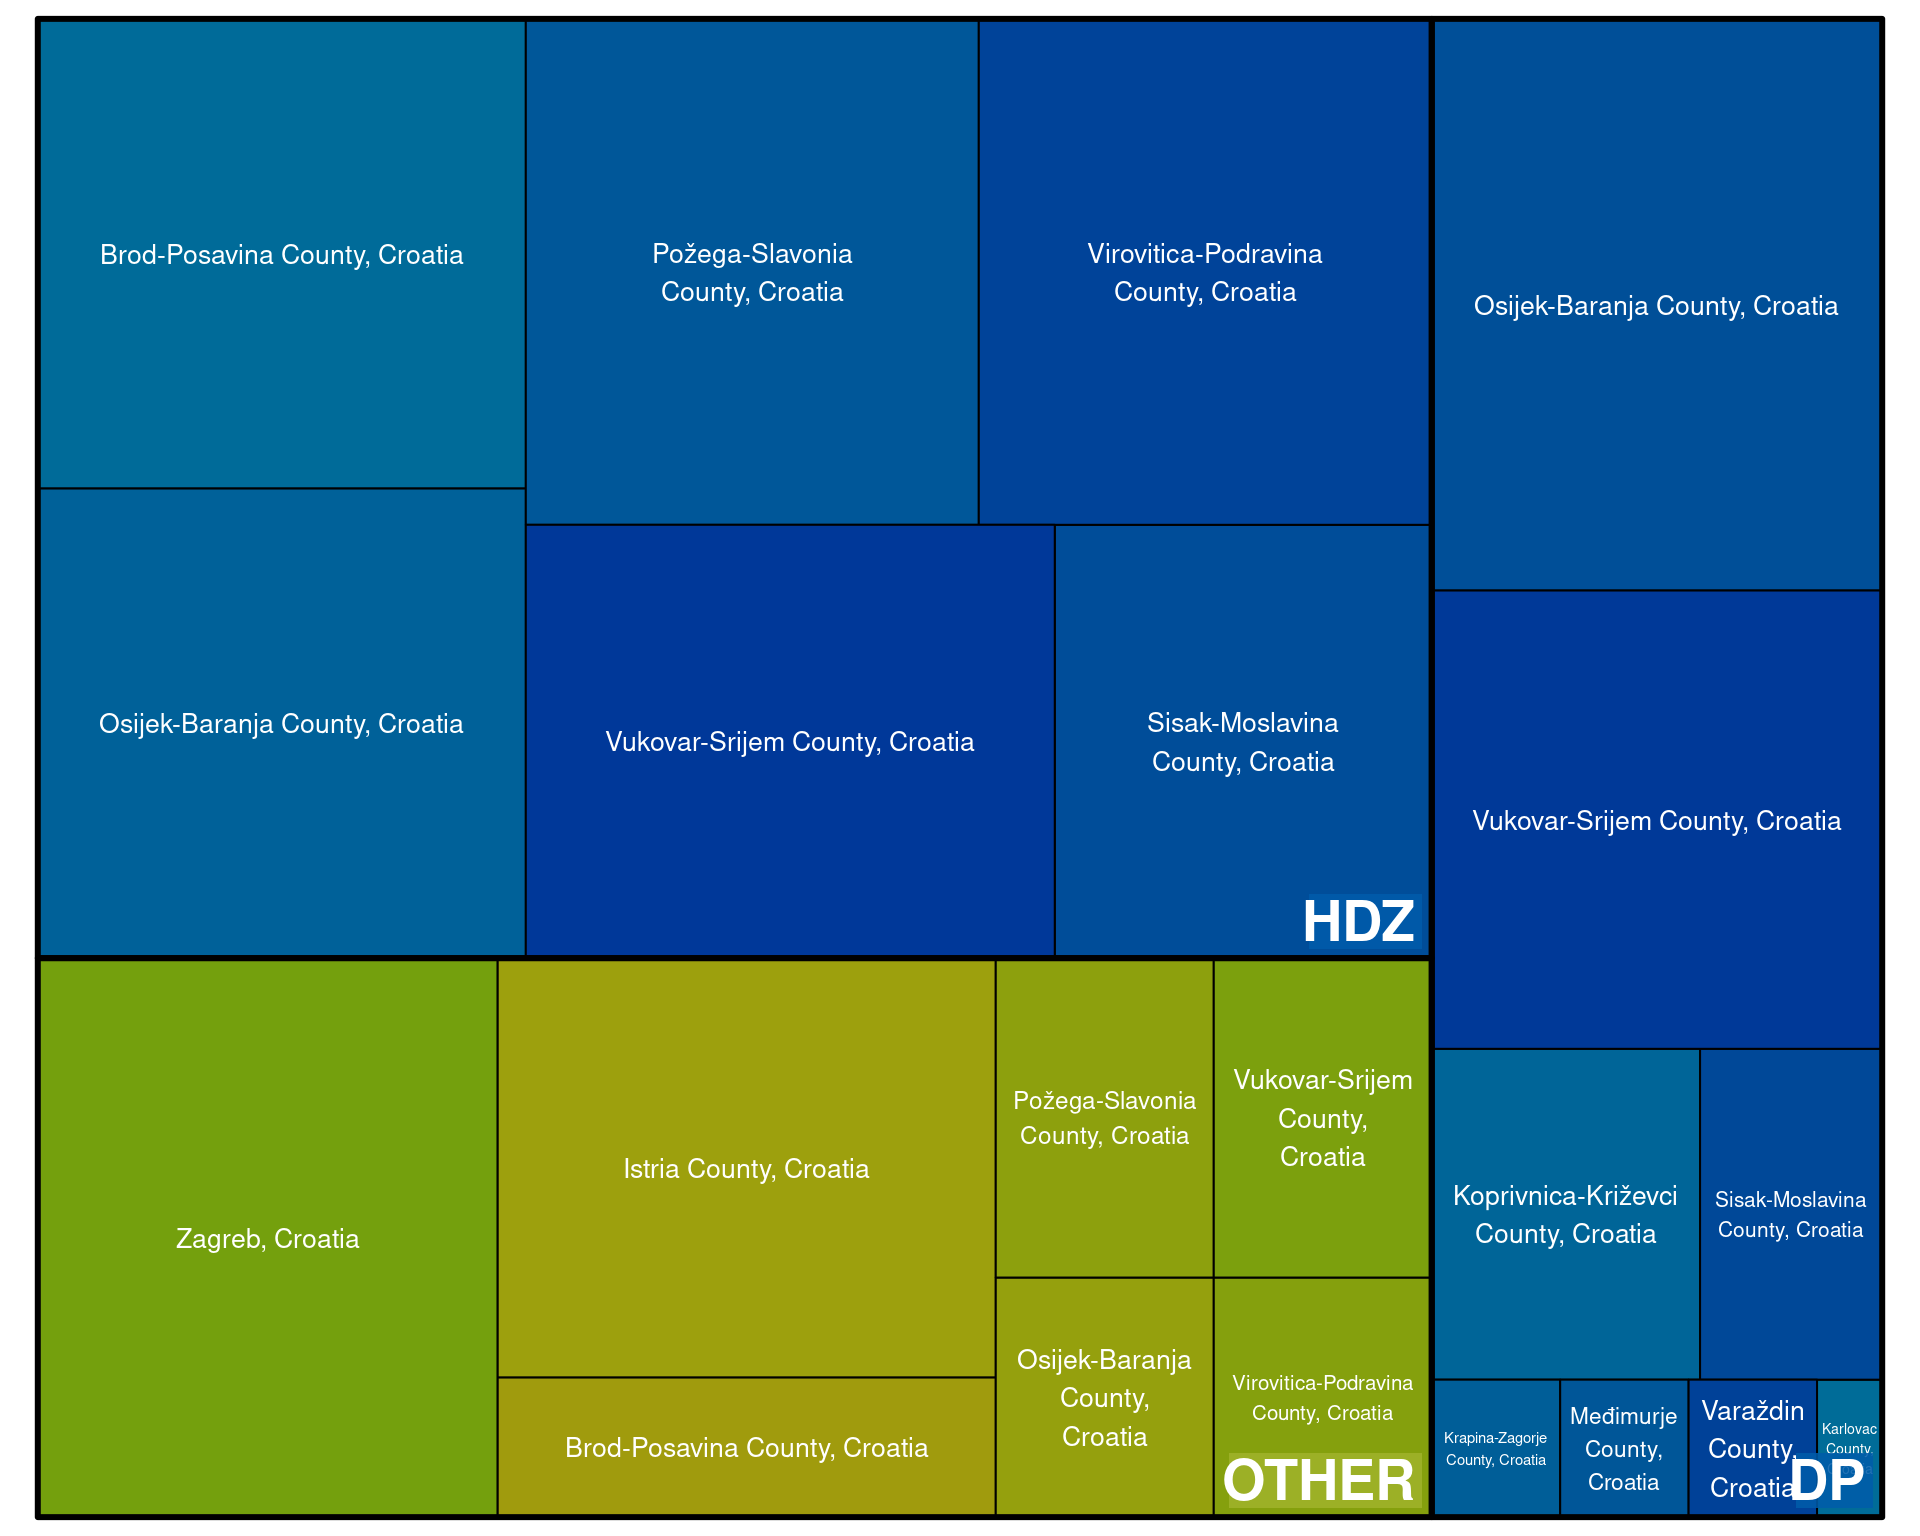 Brod-Posavina County, Croatia
Požega-Slavonia
County, Croatia
Virovitica-Podravina
County, Croatia
Osijek-Baranja County, Croatia
Osijek-Baranja County, Croatia
Vukovar-Srijem County, Croatia
Sisak-Moslavina
County, Croatia
HDZ
Vukovar-Srijem County, Croatia
Zagreb, Croatia
Istria County, Croatia
Brod-Posavina County, Croatia
Požega-Slavonia
County, Croatia
Vukovar-Srijem
County,
Croatia
Osijek-Baranja
County,
Croatia
Virovitica-Podravina
County, Croatia
OTHER
Koprivnica-Križevci
County, Croatia
Sisak-Moslavina
County, Croatia
Krapina-Zagorje
County, Croatia
Međimurje
County,
Croatia
Varaždin
County,
Croatia
Karlovac
County,
DP